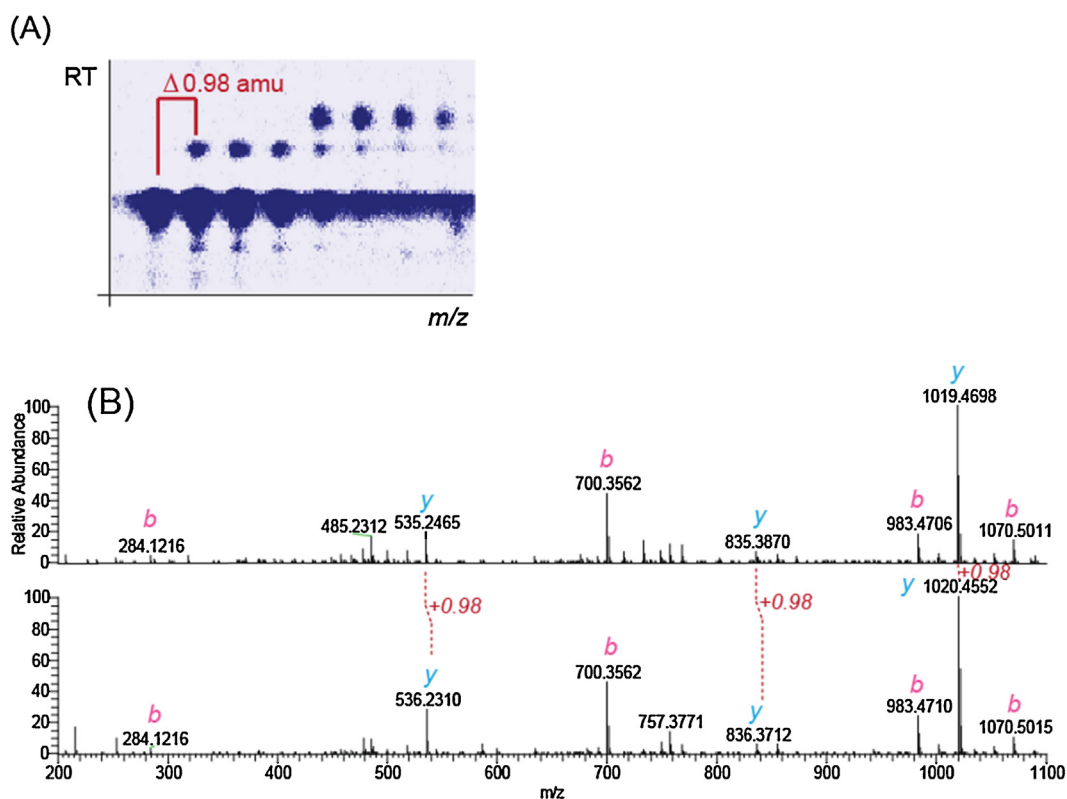 (A)
RT
Δ 0.98 amu
m/z
(B)
Relative Abundance
100
80
60
40
20
0
b
284.1216
485.2312
y
535.2465
b
700.3562
y
835.3870
b
983.4706
y
1019.4698
b
1070.5011
+0.98
+0.98
+0.98
100
80
60
40
20
0
b
284.1216
y
536.2310
b
700.3562
757.3771
y
836.3712
b
983.4710
y
1020.4552
b
1070.5015
200 300 400 500 600 700 800 900 1000 1100
m/z